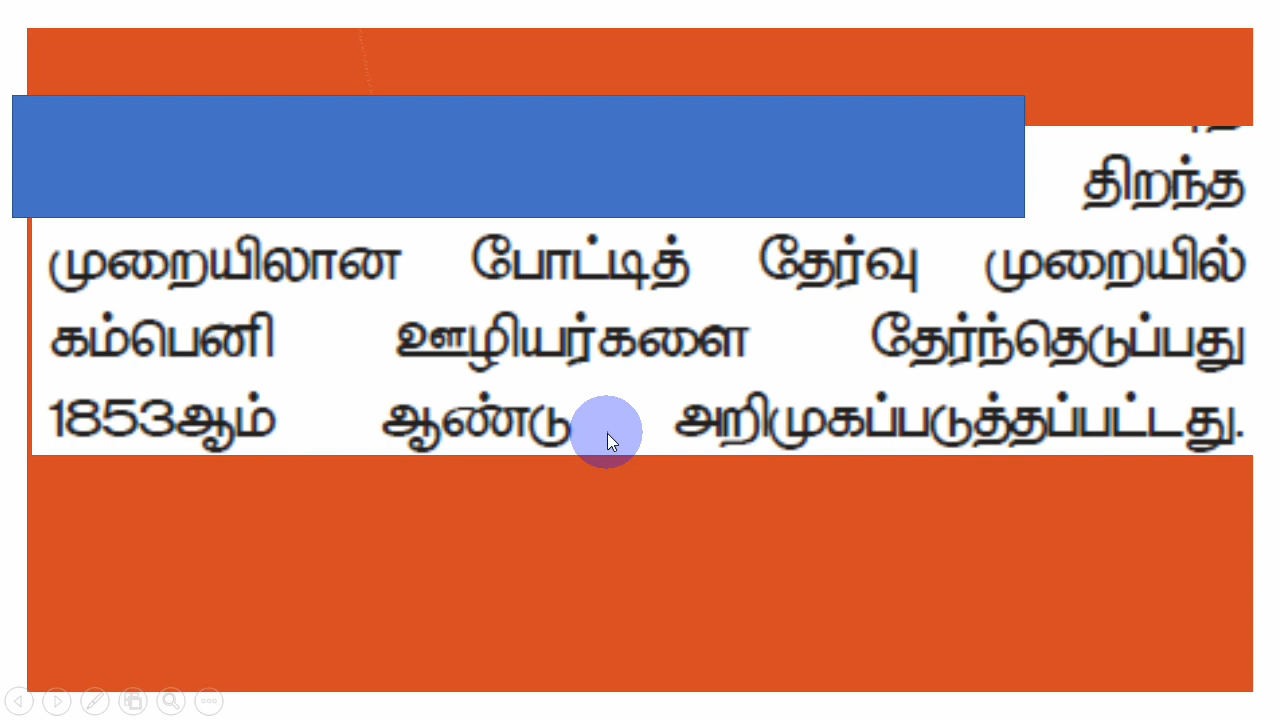 திறந்த
முறையிலான போட்டித் தேர்வு முறையில்
கம்பெனி ஊழியர்களை தேர்ந்தெடுப்பது
1853ஆம் ஆண்டு அறிமுகப்படுத்தப்பட்டது.